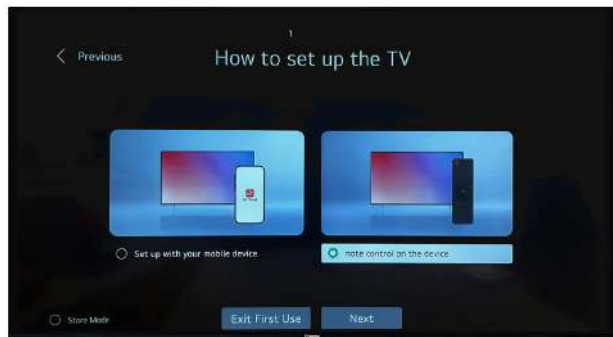 1
Previous
How to set up the TV
Set up with your mobile device
note control on the device
Store Mode
Exit First Use
Next